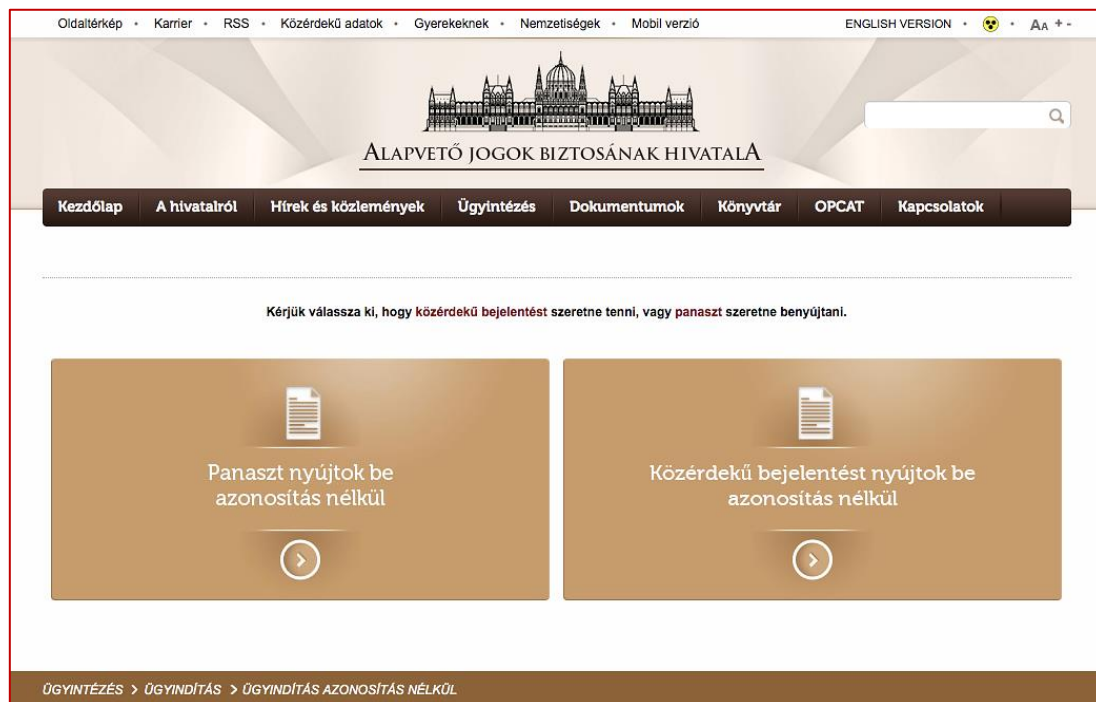 Oldaltérkép • Karrier • RSS • Közérdekű adatok • Gyerekeknek • Nemzetiségek • Mobil verzió
ENGLISH VERSION • • AA + -
ALAPVETŐ JOGOK BIZTOSÁNAK HIVATALA
Kezdőlap A hivatalról Hírek és közlemények Ügyintézés Dokumentumok Könyvtár OPCAT Kapcsolatok
Kérjük válassza ki, hogy közérdekű bejelentést szeretne tenni, vagy panaszt szeretne benyújtani.
Panaszt nyújtok be
azonosítás nélkül
Közérdekű bejelentést nyújtok be
azonosítás nélkül
ÜGYINTÉZÉS > ÜGYINDÍTÁS > ÜGYINDÍTÁS AZONOSÍTÁS NÉLKÜL